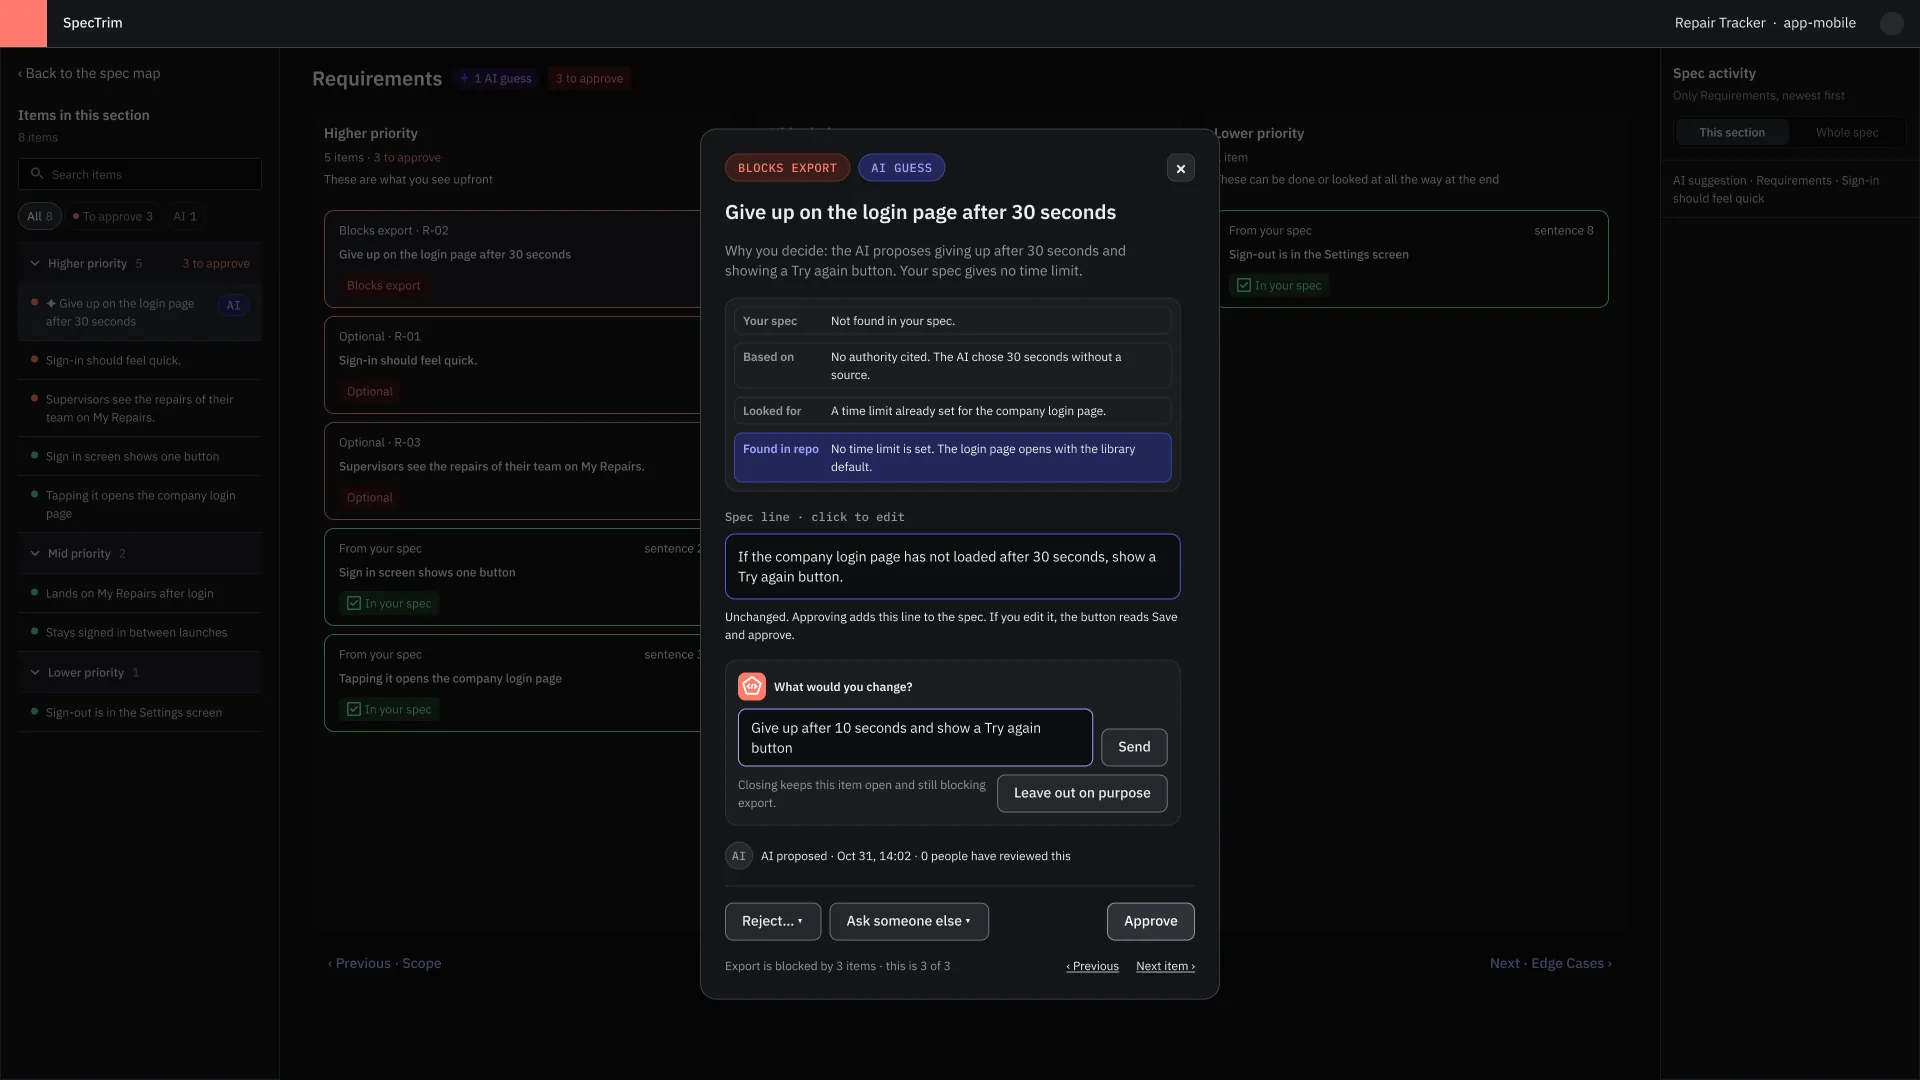 SpecTrim
Repair Tracker · app-mobile
‹ Back to the spec map
Items in this section
8 items
Search items
All 8
To approve 3
AI 1
Higher priority 5
3 to approve
Give up on the login page
after 30 seconds
AI
Sign-in should feel quick.
Supervisors see the repairs of their
team on My Repairs.
Sign in screen shows one button
Tapping it opens the company login
page
Mid priority 2
Lands on My Repairs after login
Stays signed in between launches
Lower priority 1
Sign-out is in the Settings screen
Requirements
1 AI guess
3 to approve
Higher priority
5 items · 3 to approve
These are what you see upfront
Blocks export · R-02
Give up on the login page after 30 seconds
Blocks export
Optional · R-01
Sign-in should feel quick.
Optional
Optional · R-03
Supervisors see the repairs of their team on My Repairs.
Optional
From your spec
sentence 2
Sign in screen shows one button
In your spec
From your spec
sentence 3
Tapping it opens the company login page
In your spec
‹ Previous · Scope
BLOCKS EXPORT
AI GUESS
×
Give up on the login page after 30 seconds
Why you decide: the AI proposes giving up after 30 seconds and
showing a Try again button. Your spec gives no time limit.
Your spec
Not found in your spec.
Based on
No authority cited. The AI chose 30 seconds without a
source.
Looked for
A time limit already set for the company login page.
Found in repo
No time limit is set. The login page opens with the library
default.
Spec line · click to edit
If the company login page has not loaded after 30 seconds, show a
Try again button.
Unchanged. Approving adds this line to the spec. If you edit it, the button reads Save
and approve.
What would you change?
Give up after 10 seconds and show a Try again
button
Send
Closing keeps this item open and still blocking
export.
Leave out on purpose
AI
AI proposed · Oct 31, 14:02 · 0 people have reviewed this
Reject... ▾
Ask someone else ▾
Approve
Export is blocked by 3 items · this is 3 of 3
‹ Previous
Next item ›
Lower priority
item
These can be done or looked at all the way at the end
From your spec
sentence 8
Sign-out is in the Settings screen
In your spec
Next · Edge Cases ›
Spec activity
Only Requirements, newest first
This section
Whole spec
AI suggestion · Requirements · Sign-in
should feel quick